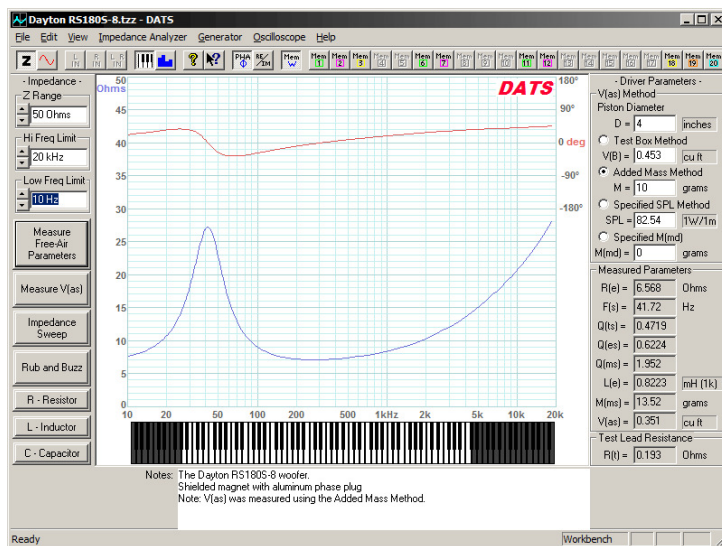 Dayton RS180S-8.tzz - DATS
File Edit View Impedance Analyzer Generator Oscilloscope Help
Z L IN R IN L R IN PHA RE/IM Mem W Mem 1 Mem 2 Mem 3 Mem 4 Mem 5 Mem 6 Mem 7 Mem 8 Mem 9 Mem 10 Mem 11 Mem 12 Mem 13 Mem 14 Mem 15 Mem 16 Mem 17 Mem 18 Mem 19 Mem 20
- Impedance -
Z Range
50 Ohms
Hi Freq Limit
20 kHz
Low Freq Limit
10 Hz
Measure
Free-Air
Parameters
Measure V(as)
Impedance
Sweep
Rub and Buzz
R - Resistor
L - Inductor
C - Capacitor
DATS
Ohms
50
45
40
35
30
25
20
15
10
5
0
180°
90°
0 deg
-90°
-180°
10 20 50 100 200 500 1kHz 2k 5k 10k 20k
- Driver Parameters -
V(as) Method
Piston Diameter
D = 4 inches
Test Box Method
V(B) = 0.453 cu ft
Added Mass Method
M = 10 grams
Specified SPL Method
SPL = 82.54 1W/1m
Specified M(md)
M(md) = 0 grams
Measured Parameters
R(e) = 6.568 Ohms
F(s) = 41.72 Hz
Q(ts) = 0.4719
Q(es) = 0.6224
Q(ms) = 1.952
L(e) = 0.8223 mH (1k)
M(ms) = 13.52 grams
V(as) = 0.351 cu ft
Test Lead Resistance
R(t) = 0.193 Ohms
Notes: The Dayton RS180S-8 woofer.
Shielded magnet with aluminum phase plug
Note: V(as) was measured using the Added Mass Method.
Ready
Workbench